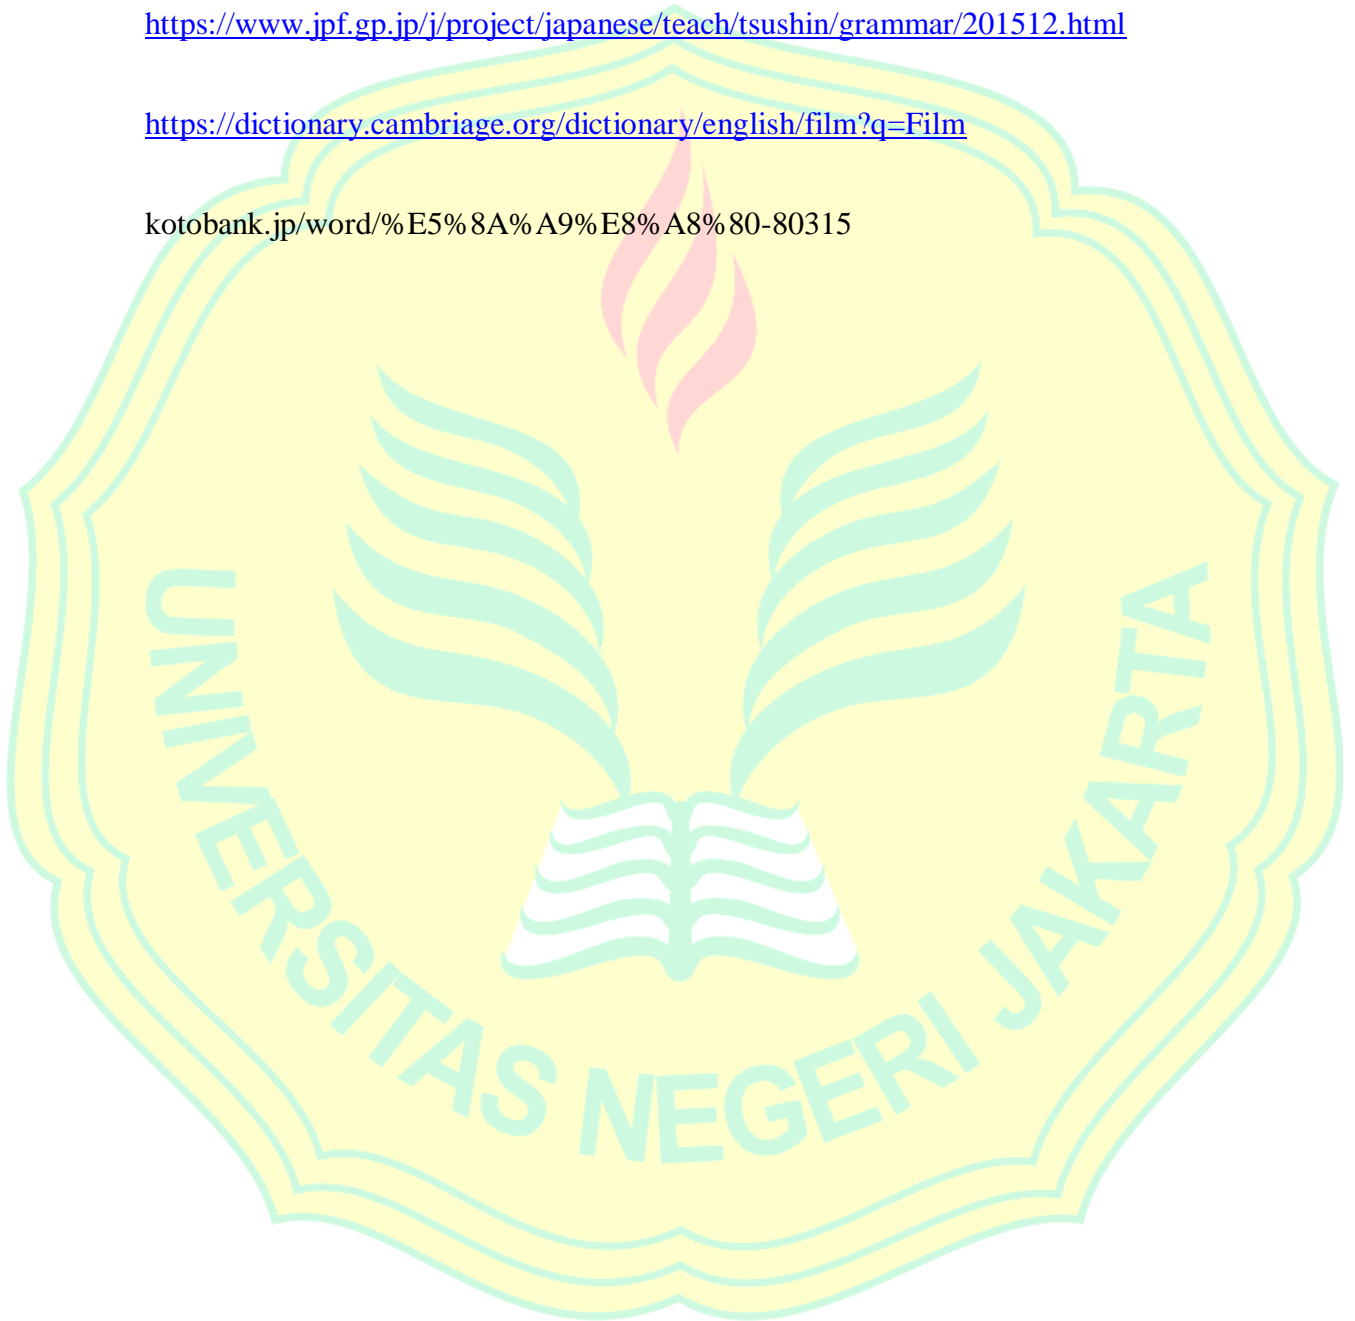 https://www.jpf.gp.jp/j/project/japanese/teach/tsushin/grammar/201512.html
https://dictionary.cambriage.org/dictionary/english/film?q=Film
kotobank.jp/word/%E5%8A%A9%E8%A8%80-80315
UNIVERSITAS NEGERI JAKARTA